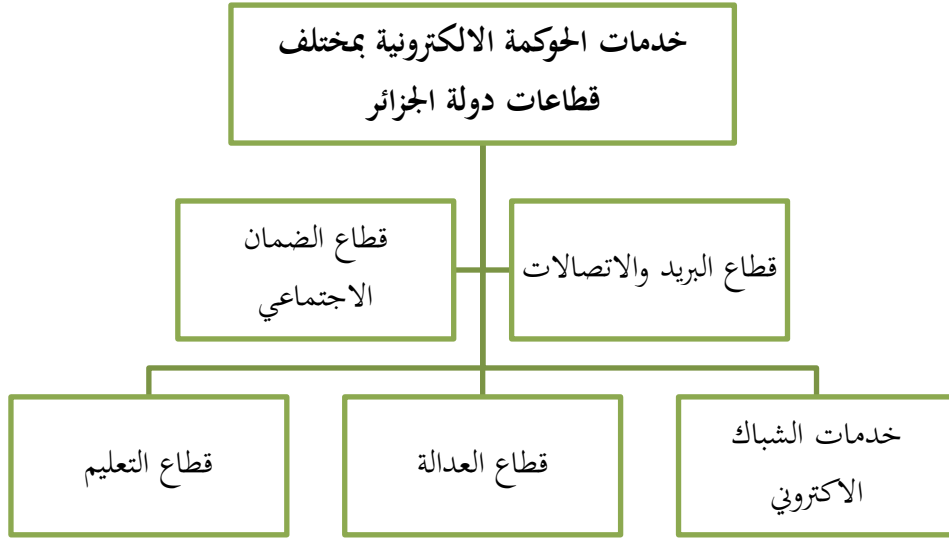 خدمات الحوكمة الالكترونية بمختلف
قطاعات دولة الجزائر
قطاع البريد والاتصالات
قطاع الضمان
الاجتماعي
خدمات الشباك
الاكتروني
قطاع العدالة
قطاع التعليم